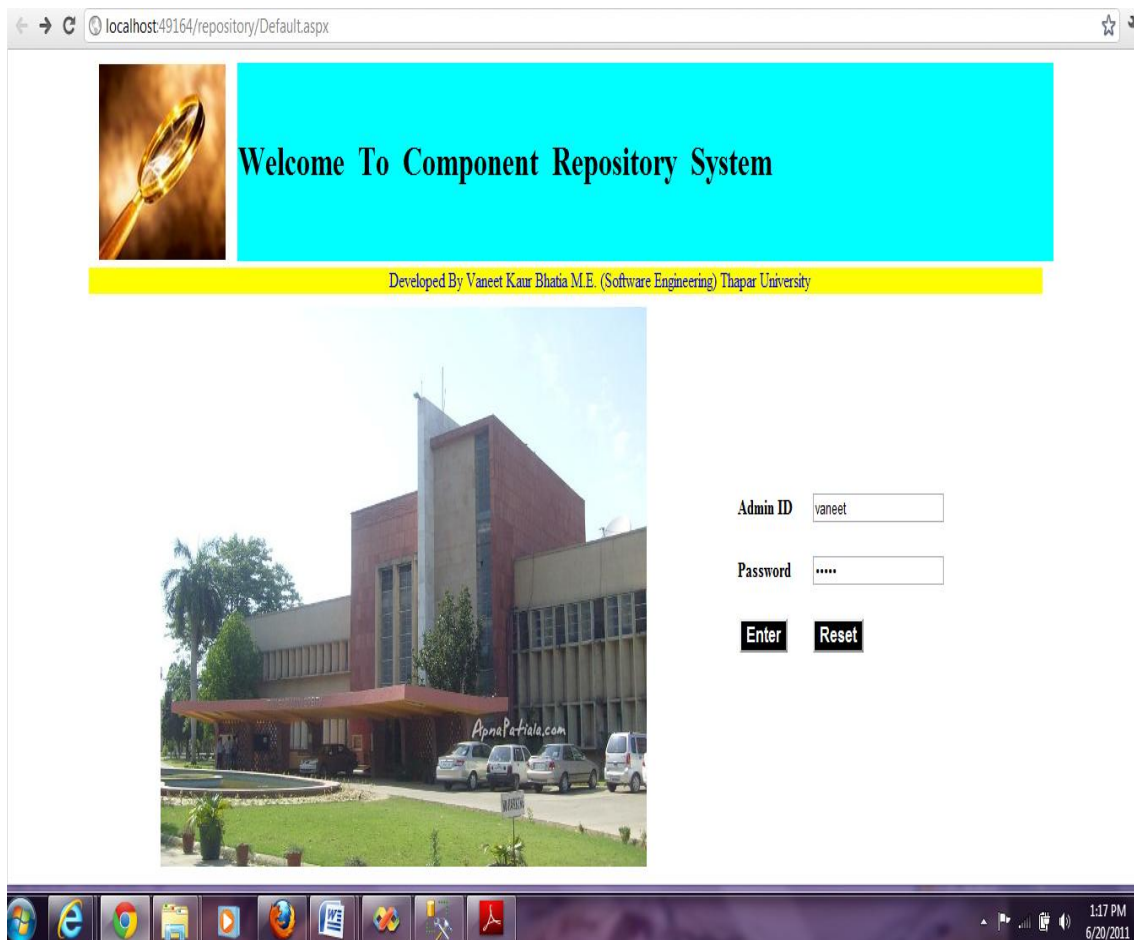 localhost:49164/repository/Default.aspx
Welcome To Component Repository System
Developed By Vaneet Kaur Bhatia M.E. (Software Engineering) Thapar University
Admin ID
vaneet
Password
•••••
Enter
Reset
ApnaPatiala.com
1:17 PM
6/20/2011